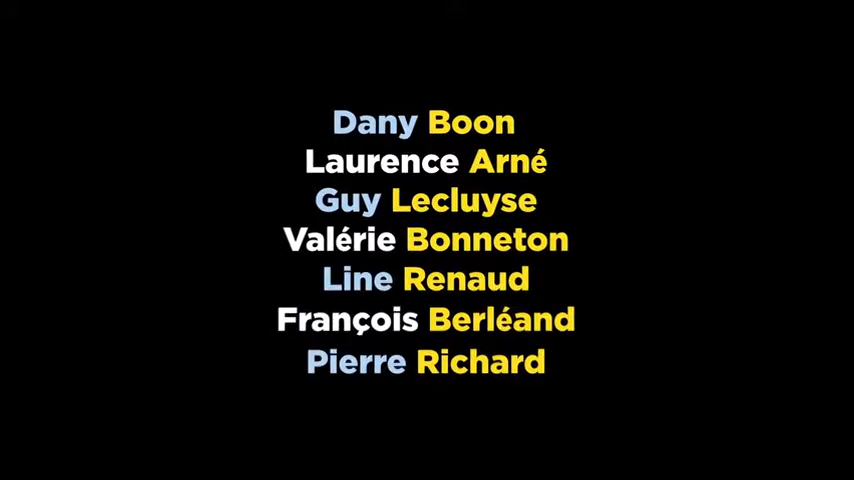 Dany Boon
Laurence Arné
Guy Lecluyse
Valérie Bonneton
Line Renaud
François Berléand
Pierre Richard